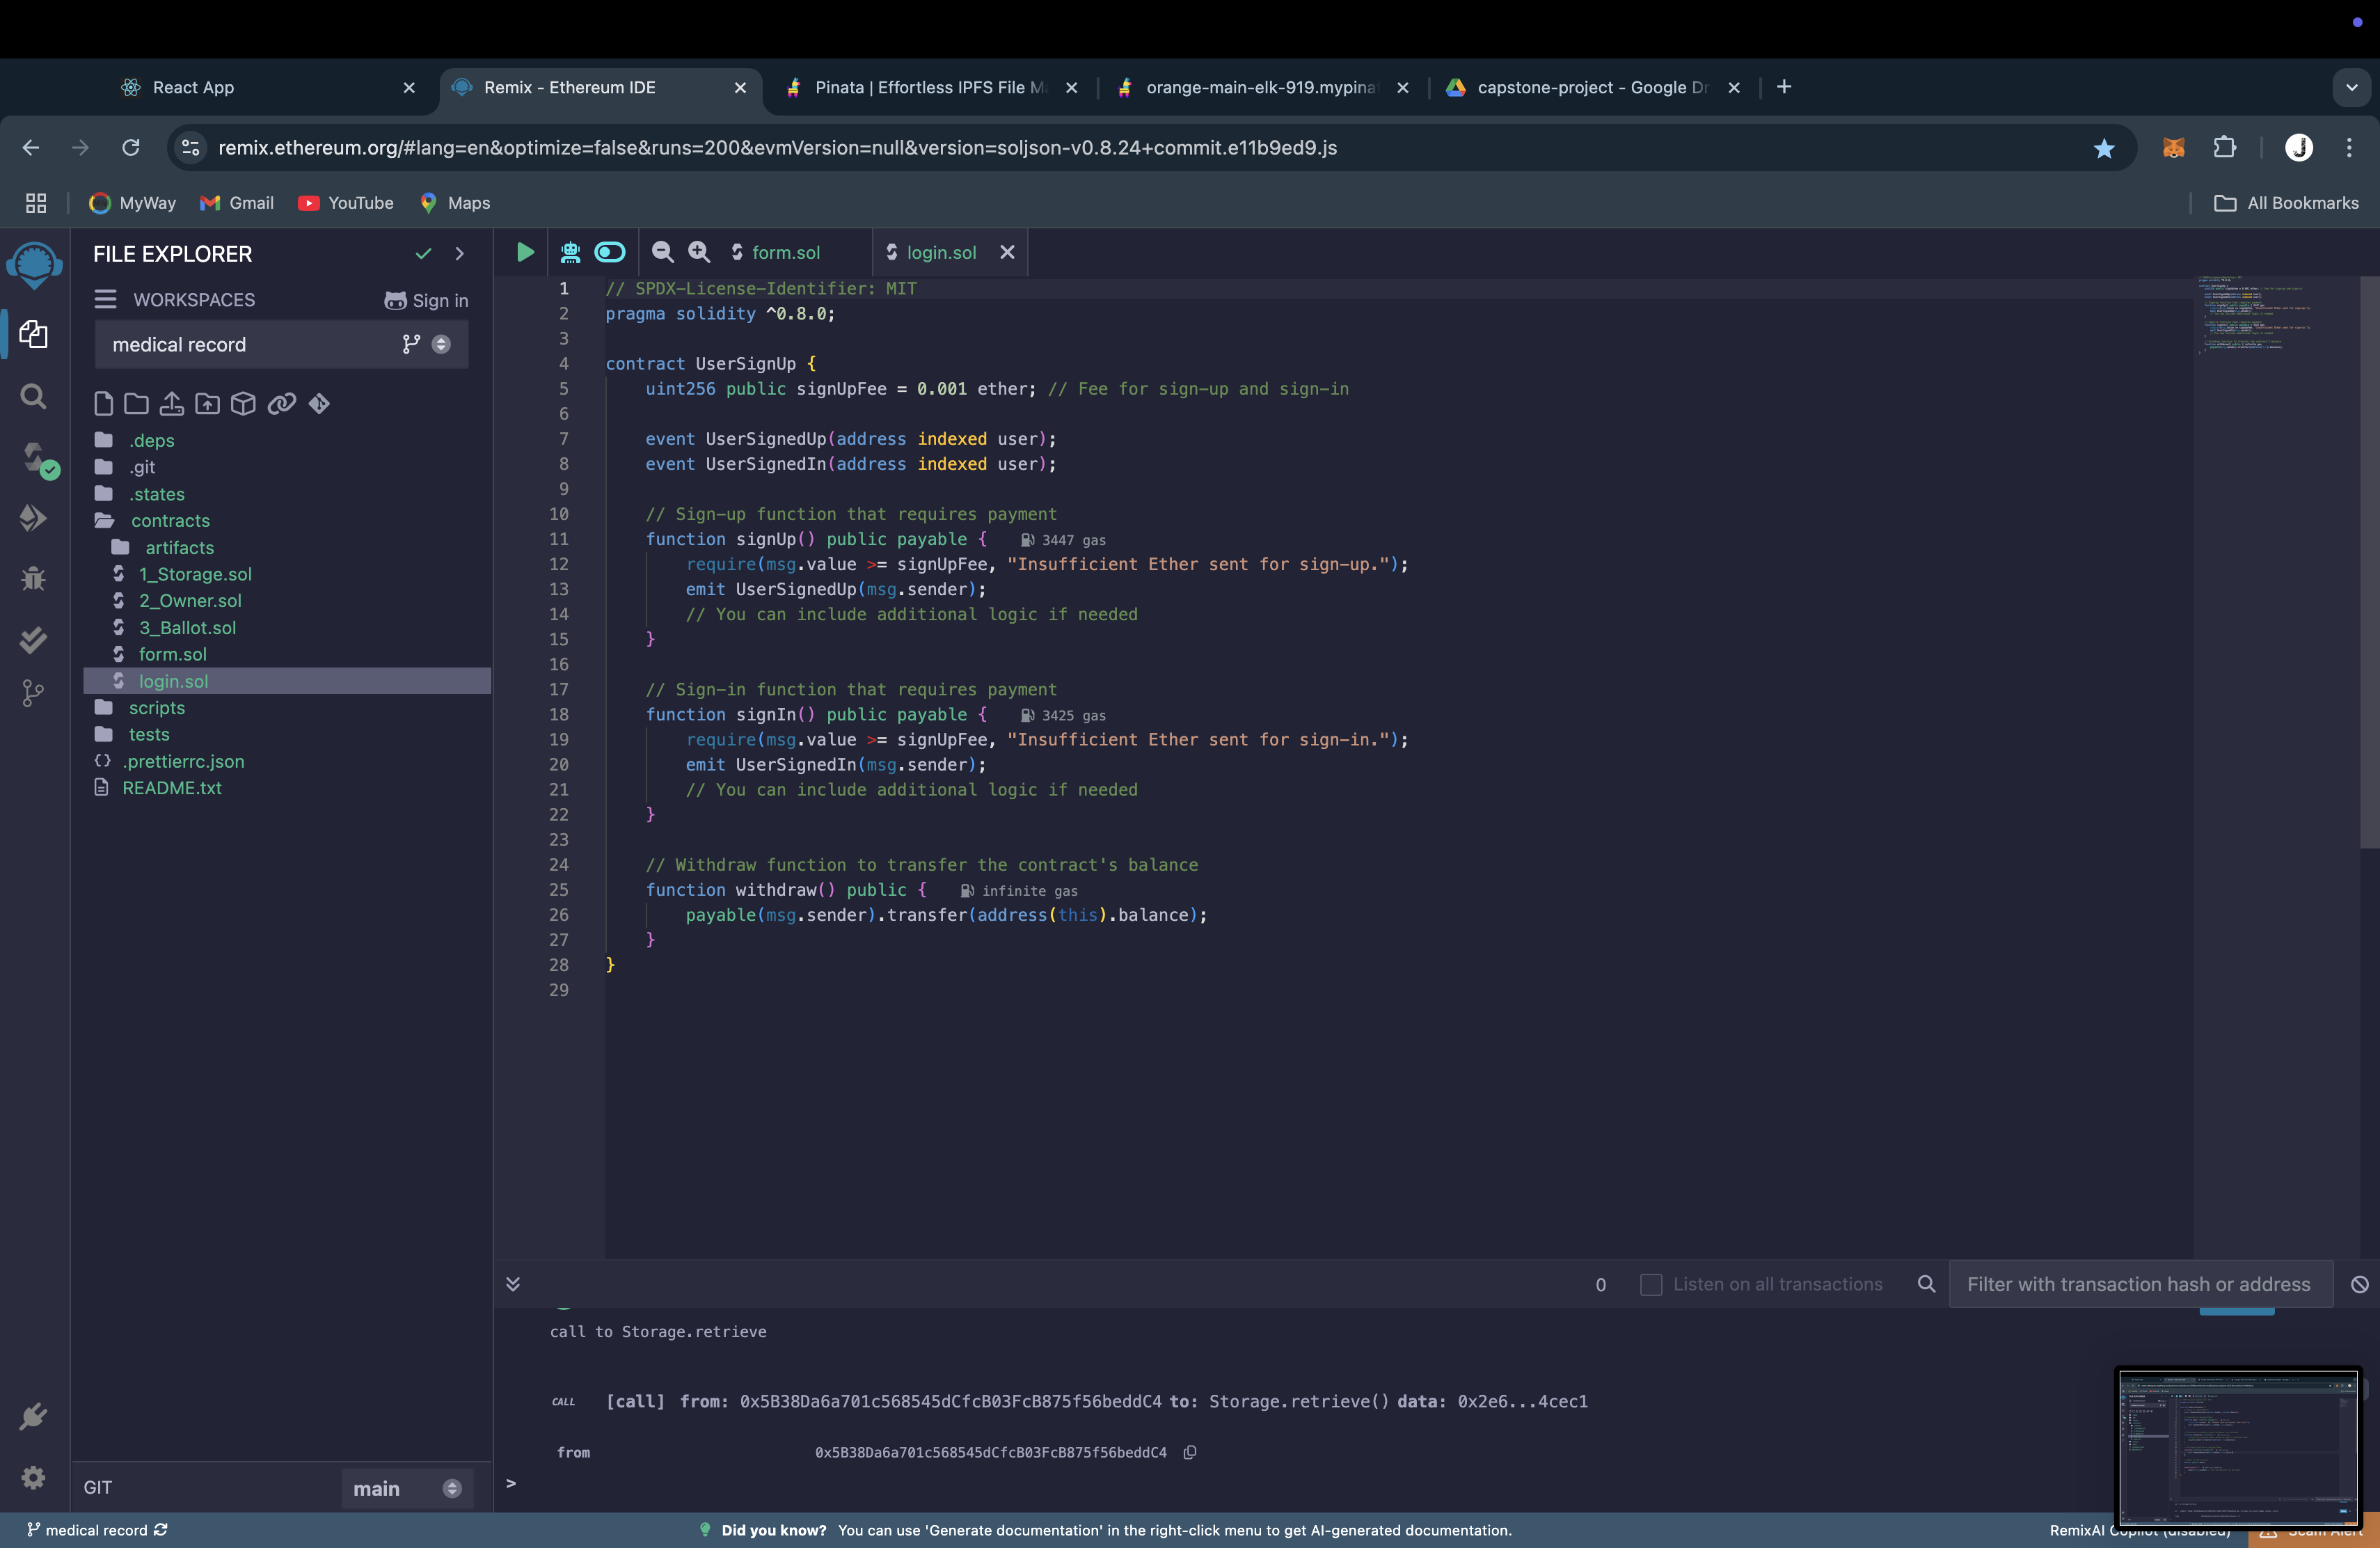 React App
Remix - Ethereum IDE
Pinata | Effortless IPFS File M
orange-main-elk-919.mypina
capstone-project - Google Dr
remix.ethereum.org/#lang=en&optimize=false&runs=200&evmVersion=null&version=soljson-v0.8.24+commit.e11b9ed9.js
MyWay
Gmail
YouTube
Maps
All Bookmarks
FILE EXPLORER
WORKSPACES
Sign in
medical record
.deps
.git
.states
contracts
artifacts
1_Storage.sol
2_Owner.sol
3_Ballot.sol
form.sol
login.sol
scripts
tests
.prettierrc.json
README.txt
GIT
main
form.sol
login.sol
1 // SPDX-License-Identifier: MIT
2 pragma solidity ^0.8.0;
3
4 contract UserSignUp {
5 uint256 public signUpFee = 0.001 ether; // Fee for sign-up and sign-in
6
7 event UserSignedUp(address indexed user);
8 event UserSignedIn(address indexed user);
9
10 // Sign-up function that requires payment
11 function signUp() public payable { 3447 gas
12 require(msg.value >= signUpFee, "Insufficient Ether sent for sign-up.");
13 emit UserSignedUp(msg.sender);
14 // You can include additional logic if needed
15 }
16
17 // Sign-in function that requires payment
18 function signIn() public payable { 3425 gas
19 require(msg.value >= signUpFee, "Insufficient Ether sent for sign-in.");
20 emit UserSignedIn(msg.sender);
21 // You can include additional logic if needed
22 }
23
24 // Withdraw function to transfer the contract's balance
25 function withdraw() public { infinite gas
26 payable(msg.sender).transfer(address(this).balance);
27 }
28 }
29
0
Listen on all transactions
Filter with transaction hash or address
call to Storage.retrieve
CALL [call] from: 0x5B38Da6a701c568545dCfcB03FcB875f56beddC4 to: Storage.retrieve() data: 0x2e6...4cec1
from 0x5B38Da6a701c568545dCfcB03FcB875f56beddC4
>
medical record
Did you know? You can use 'Generate documentation' in the right-click menu to get AI-generated documentation.
RemixAI Copilot (disabled)
Scam Alert